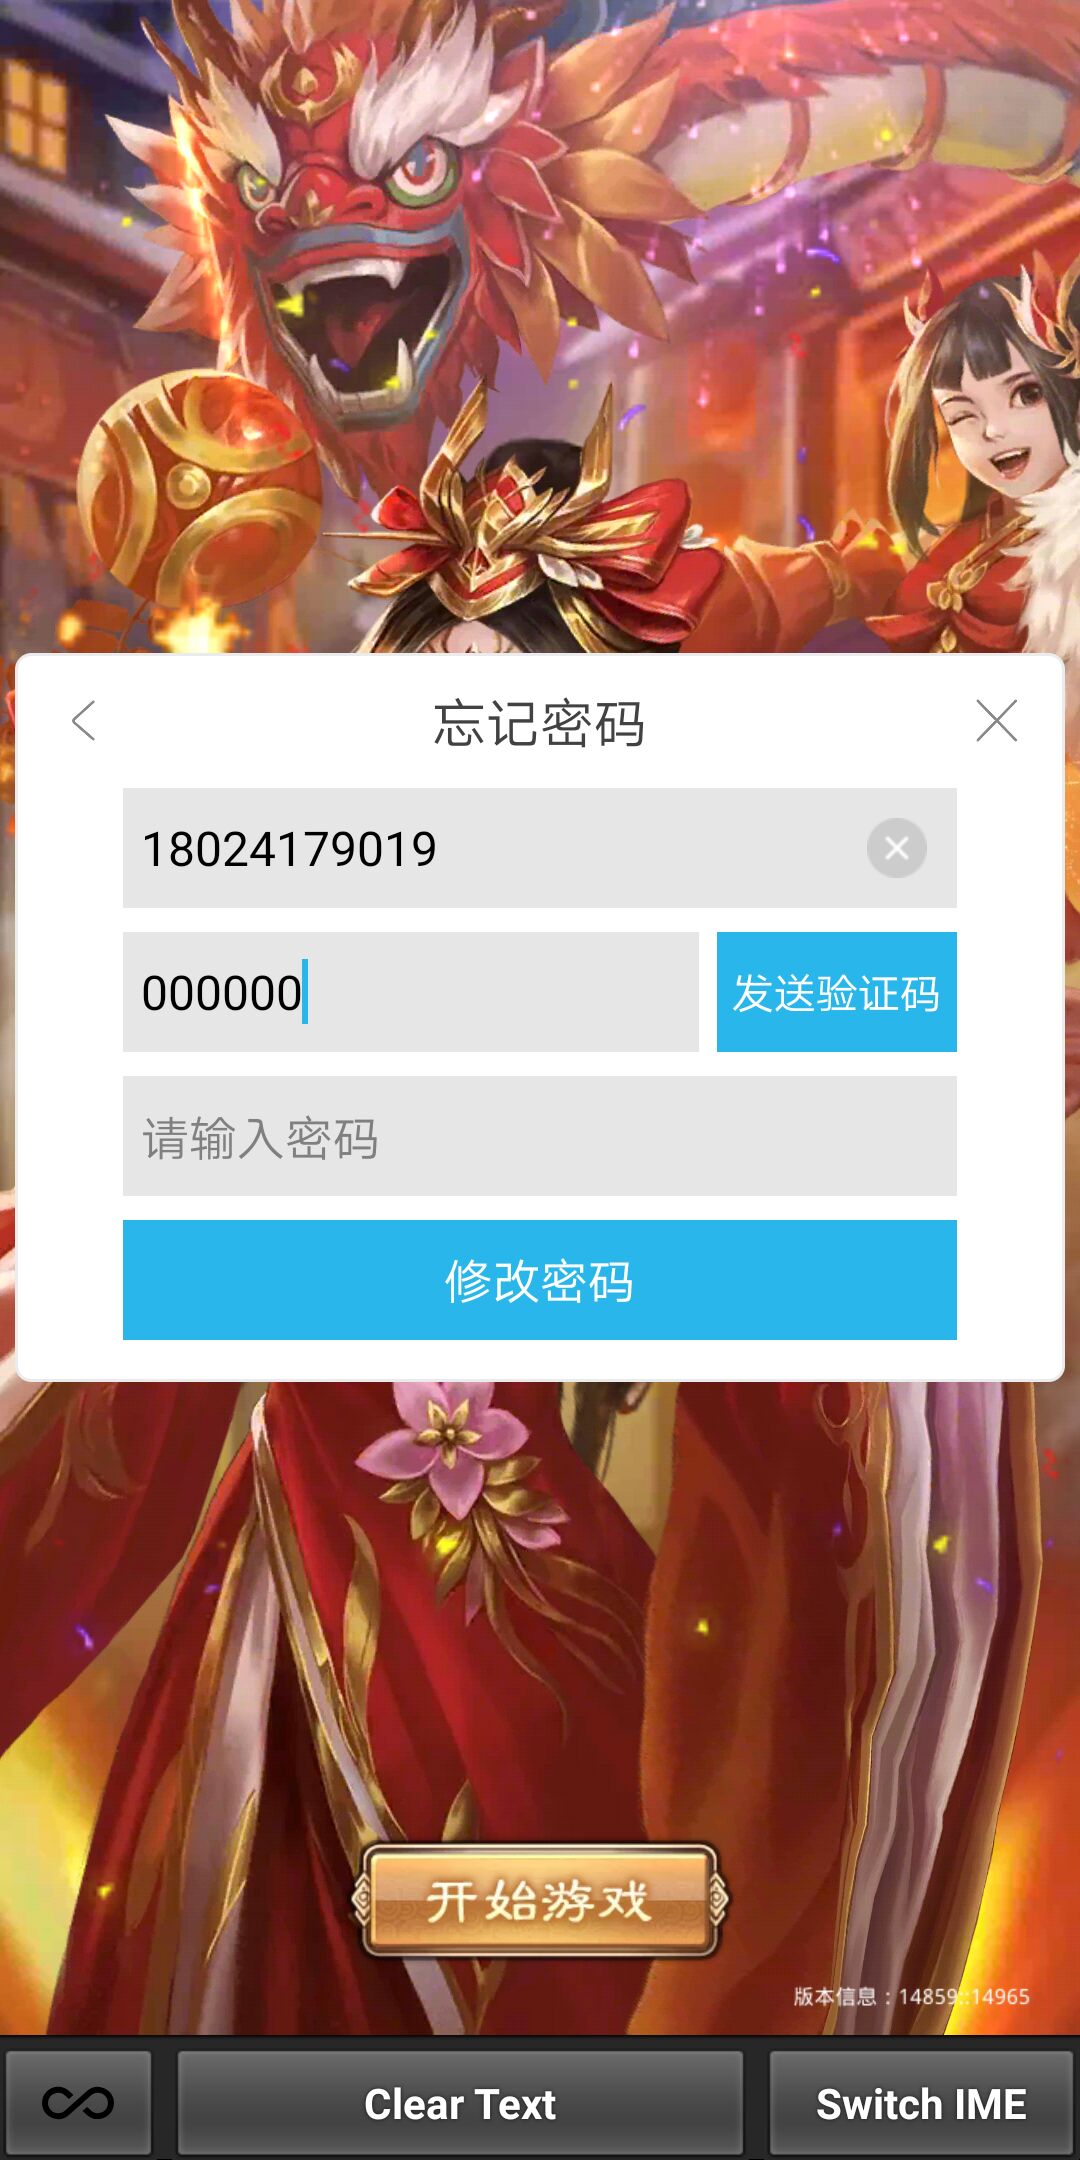 忘记密码
18024179019
000000
发送验证码
请输入密码
修改密码
开始游戏
版本信息：14859::14965
Clear Text
Switch IME